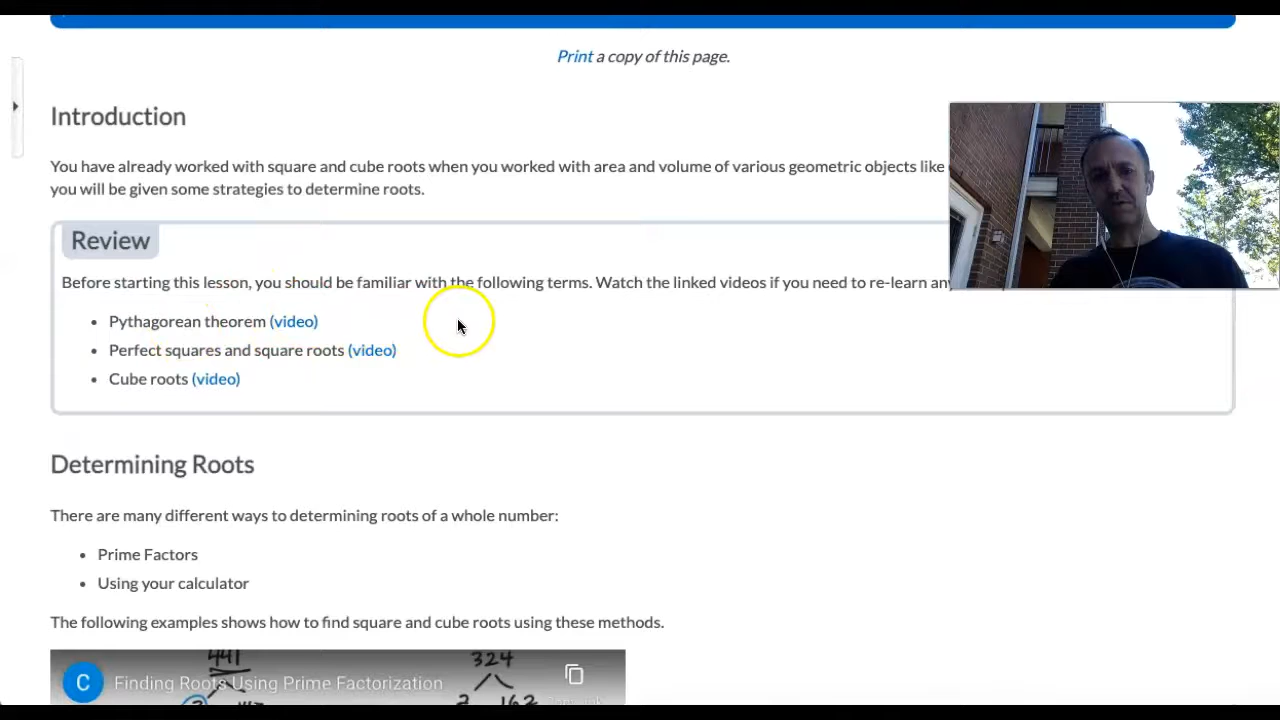 Print a copy of this page.
Introduction
You have already worked with square and cube roots when you worked with area and volume of various geometric objects like
you will be given some strategies to determine roots.
Review
Before starting this lesson, you should be familiar with the following terms. Watch the linked videos if you need to re-learn
Pythagorean theorem (video)
Perfect squares and square roots (video)
Cube roots (video)
Determining Roots
There are many different ways to determining roots of a whole number:
Prime Factors
Using your calculator
The following examples shows how to find square and cube roots using these methods.
441
324
C Finding Roots Using Prime Factorization